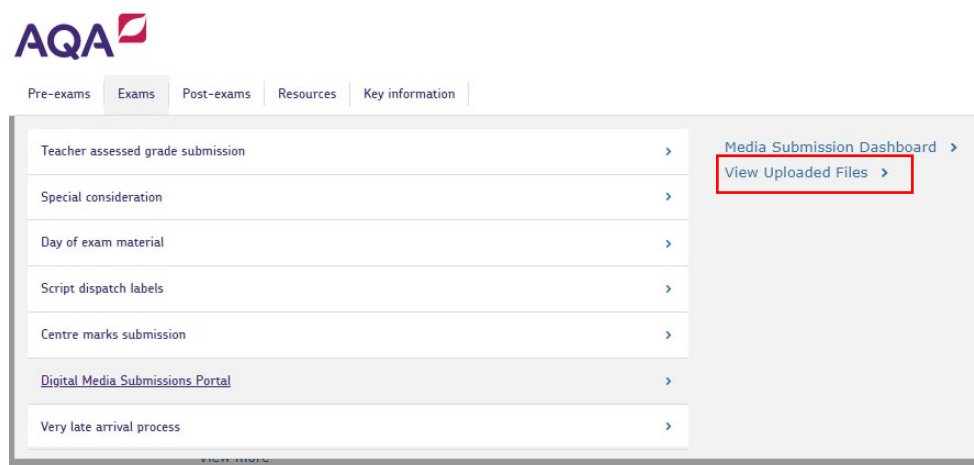 AQA
Pre-exams Exams Post-exams Resources Key information
Teacher assessed grade submission
Media Submission Dashboard
View Uploaded Files
Special consideration
Day of exam material
Script dispatch labels
Centre marks submission
Digital Media Submissions Portal
Very late arrival process
view more